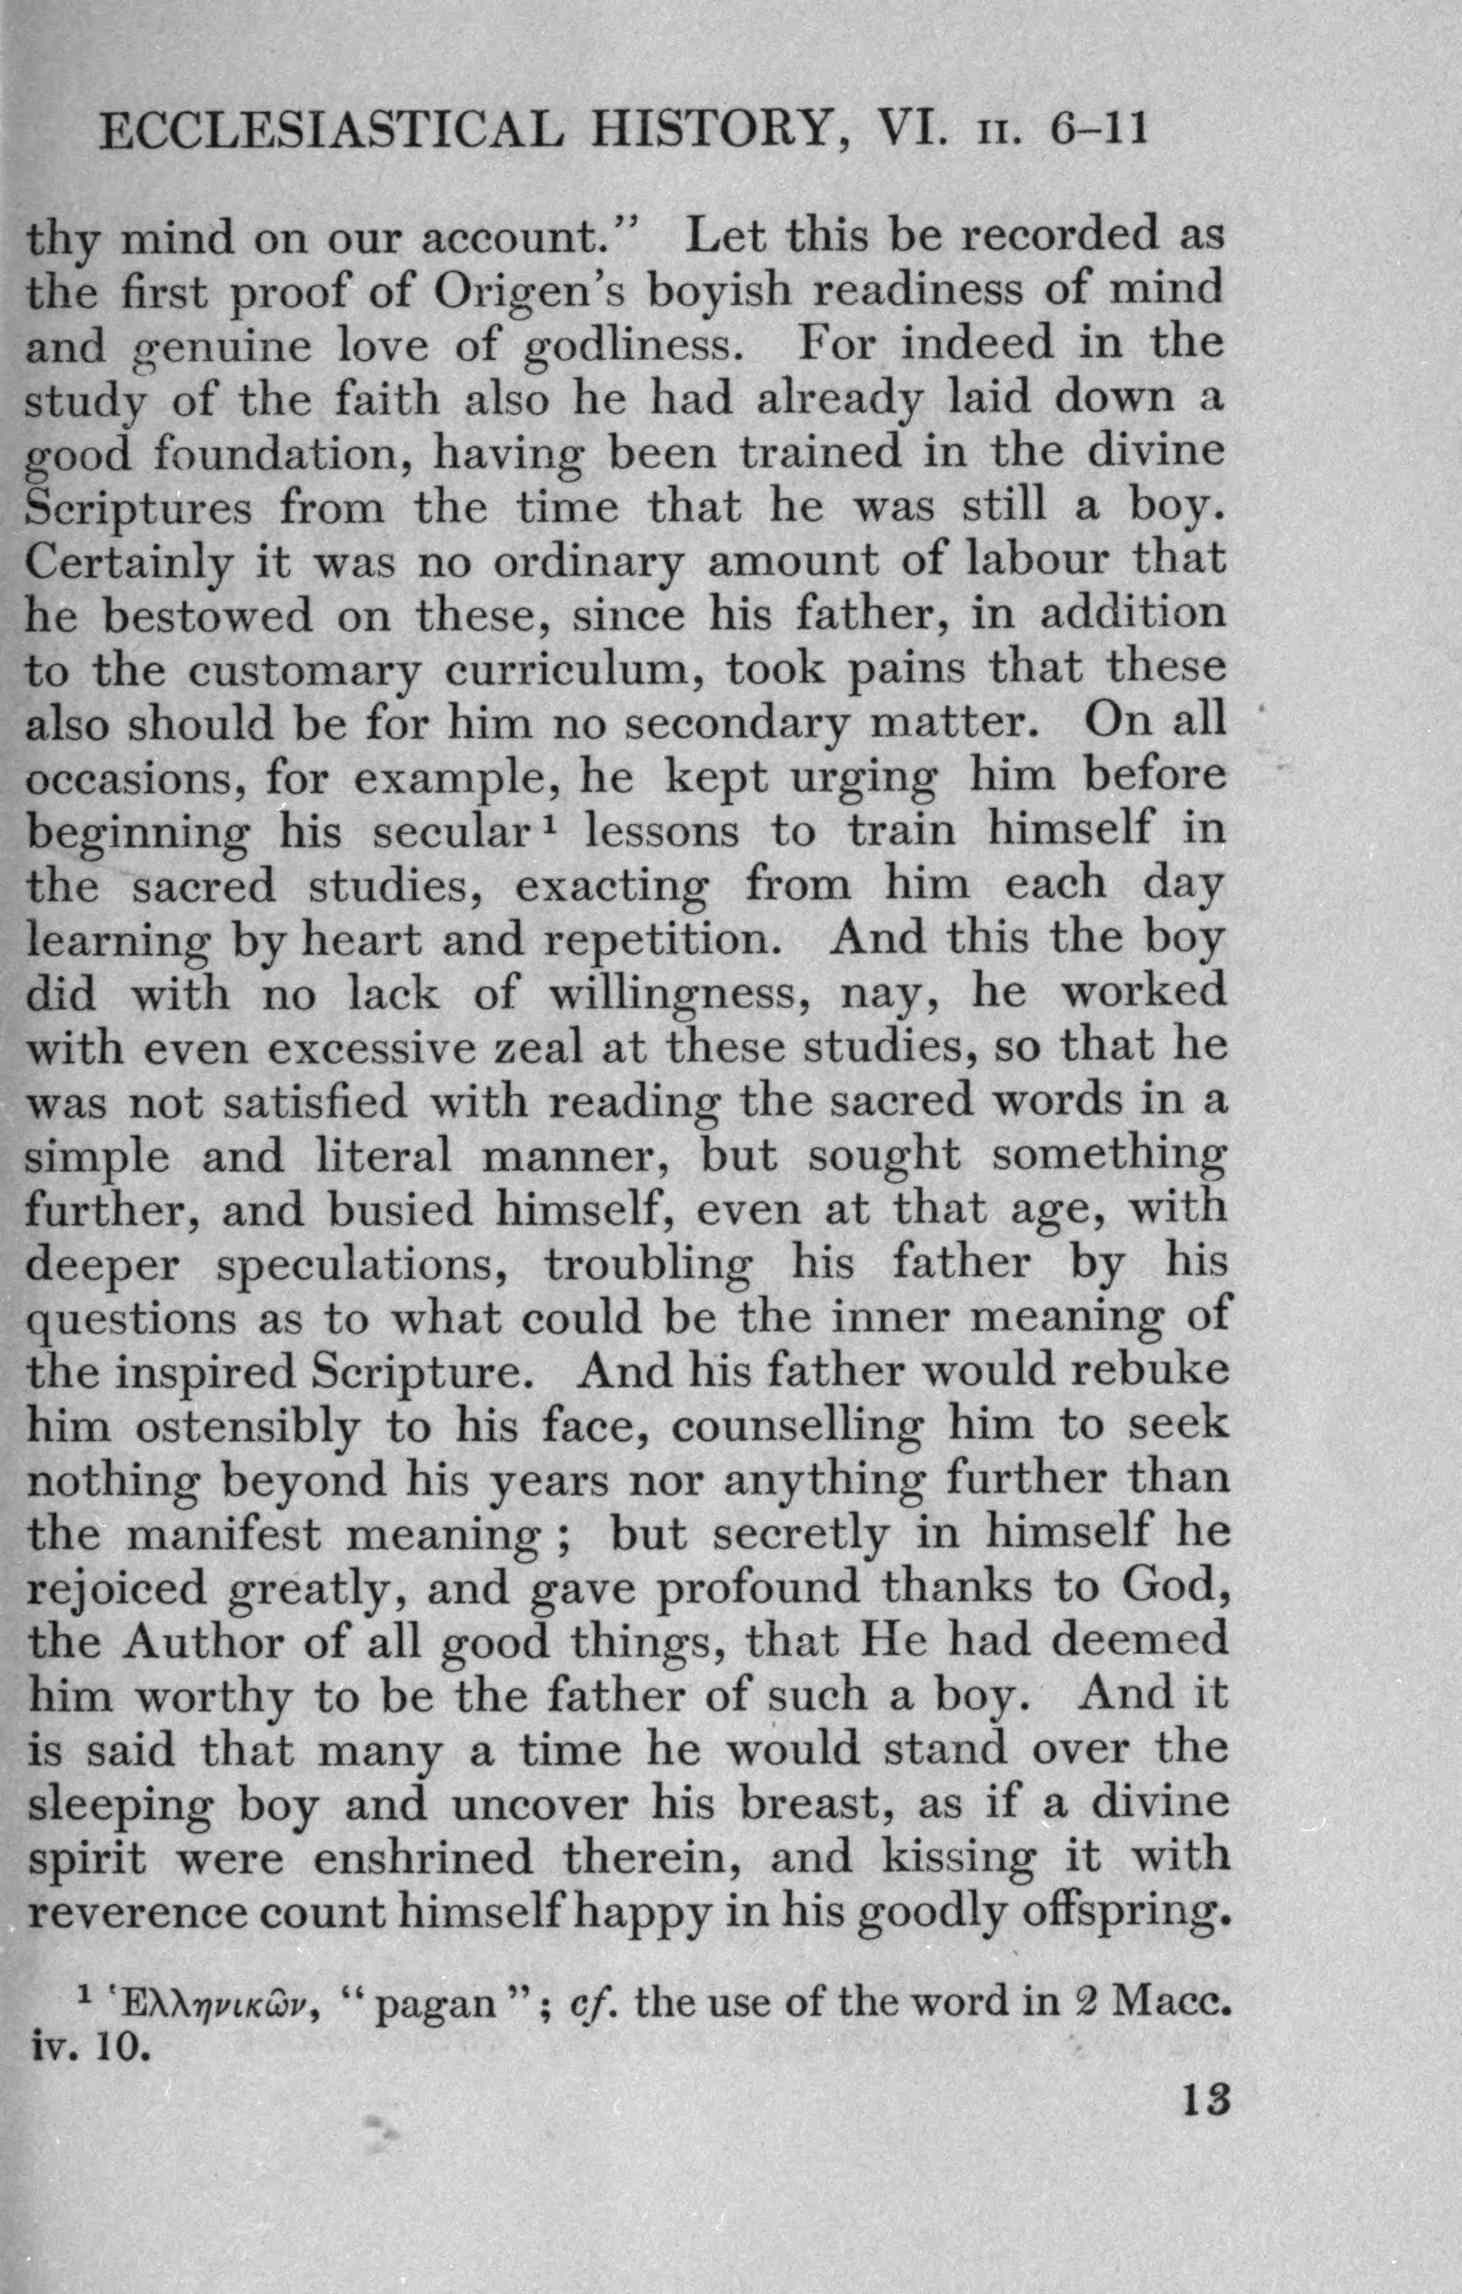 ECCLESIASTICAL HISTORY, VI. II. 6–11
thy mind on our account.” Let this be recorded as
the first proof of Origen’s boyish readiness of mind
and genuine love of godliness. For indeed in the
study of the faith also he had already laid down a
good foundation, having been trained in the divine
Scriptures from the time that he was still a boy.
Certainly it was no ordinary amount of labour that
he bestowed on these, since his father, in addition
to the customary curriculum, took pains that these
also should be for him no secondary matter. On all
occasions, for example, he kept urging him before
beginning his secular ¹ lessons to train himself in
the sacred studies, exacting from him each day
learning by heart and repetition. And this the boy
did with no lack of willingness, nay, he worked
with even excessive zeal at these studies, so that he
was not satisfied with reading the sacred words in a
simple and literal manner, but sought something
further, and busied himself, even at that age, with
deeper speculations, troubling his father by his
questions as to what could be the inner meaning of
the inspired Scripture. And his father would rebuke
him ostensibly to his face, counselling him to seek
nothing beyond his years nor anything further than
the manifest meaning ; but secretly in himself he
rejoiced greatly, and gave profound thanks to God,
the Author of all good things, that He had deemed
him worthy to be the father of such a boy. And it
is said that many a time he would stand over the
sleeping boy and uncover his breast, as if a divine
spirit were enshrined therein, and kissing it with
reverence count himself happy in his goodly offspring.
¹ Ἑλληνικῶν, “ pagan ” ; cf. the use of the word in 2 Macc.
iv. 10.
13